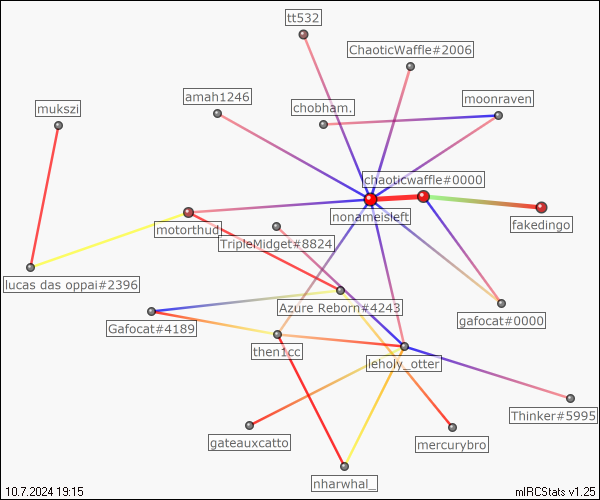 tt532
ChaoticWaffle#2006
amah1246
moonraven
mukszi
chobham.
chaoticwaffle#0000
nonameisleft
fakedingo
motorthud
TripleMidget#8824
lucas das oppai#2396
Azure Reborn#4243
gafocat#0000
Gafocat#4189
then1cc
leholy_otter
Thinker#5995
gateauxcatto
mercurybro
nharwhal_
10.7.2024 19:15
mIRCStats v1.25